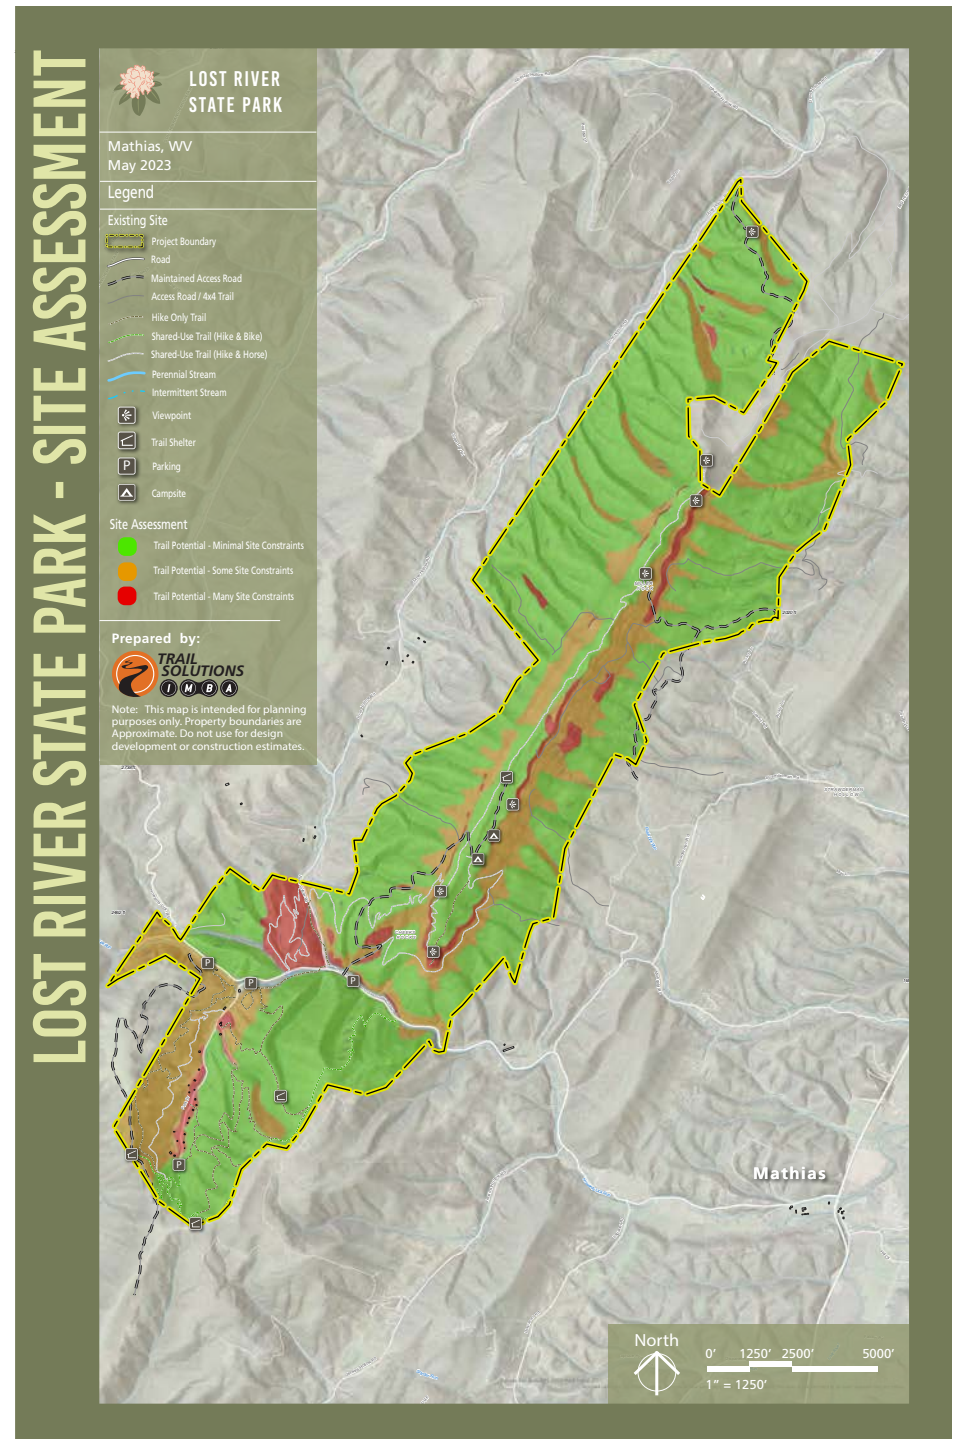 LOST RIVER STATE PARK - SITE ASSESSMENT
LOST RIVER
STATE PARK
Mathias, WV
May 2023
Legend
Existing Site
Project Boundary
Road
Maintained Access Road
Access Road / 4x4 Trail
Hike Only Trail
Shared-Use Trail (Hike & Bike)
Shared-Use Trail (Hike & Horse)
Perennial Stream
Intermittent Stream
Viewpoint
Trail Shelter
P
Parking
Campsite
Site Assessment
Trail Potential - Minimal Site Constraints
Trail Potential - Some Site Constraints
Trail Potential - Many Site Constraints
Prepared by:
TRAIL
SOLUTIONS
IMBA
Note: This map is intended for planning
purposes only. Property boundaries are
Approximate. Do not use for design
development or construction estimates.
STRAWDERMAN
HOLLOW
P
P
P
P
Mathias
North
0' 1250' 2500' 5000'
1" = 1250'